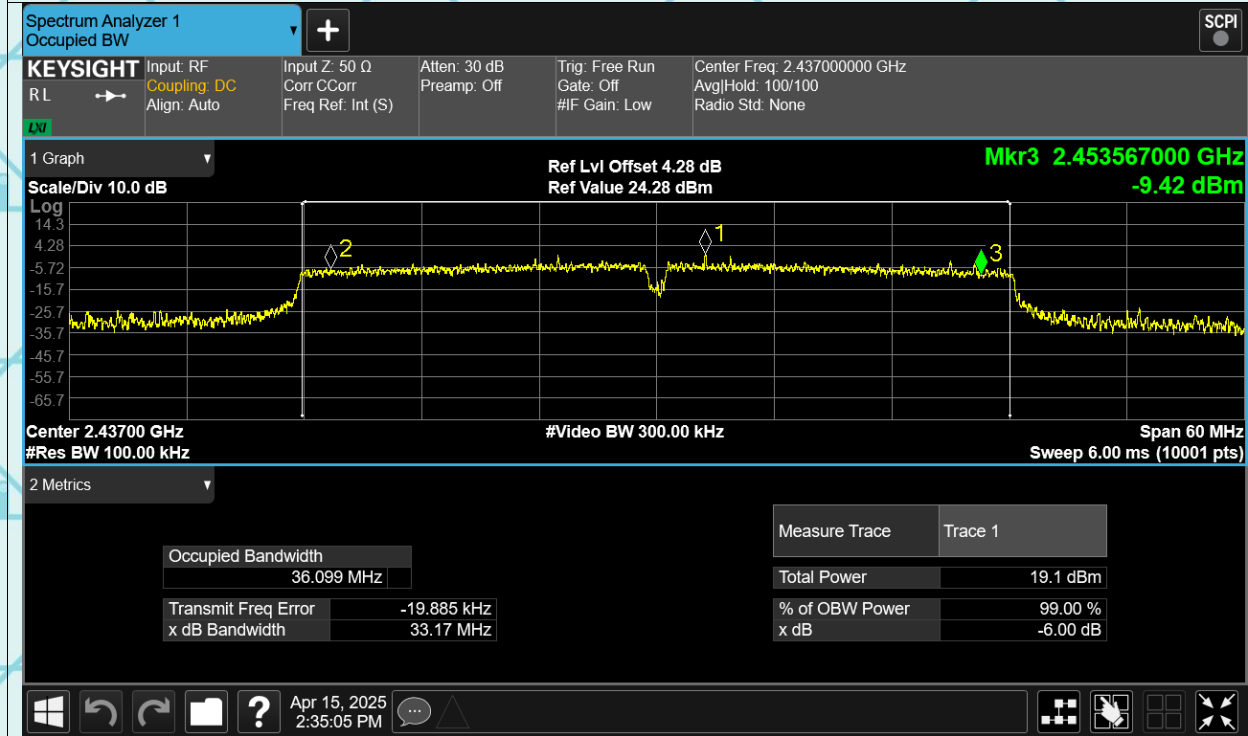 Spectrum Analyzer 1
Occupied BW
+
SCPI
KEYSIGHT
R L
LXI
Input: RF
Coupling: DC
Align: Auto
Input Z: 50 Ω
Corr CCorr
Freq Ref: Int (S)
Atten: 30 dB
Preamp: Off
Trig: Free Run
Gate: Off
#IF Gain: Low
Center Freq: 2.437000000 GHz
Avg|Hold: 100/100
Radio Std: None
1 Graph
Scale/Div 10.0 dB
Ref Lvl Offset 4.28 dB
Ref Value 24.28 dBm
Mkr3 2.453567000 GHz
-9.42 dBm
Log
14.3
4.28
-5.72
-15.7
-25.7
-35.7
-45.7
-55.7
-65.7
2
1
3
Center 2.43700 GHz
#Res BW 100.00 kHz
#Video BW 300.00 kHz
Span 60 MHz
Sweep 6.00 ms (10001 pts)
2 Metrics
Occupied Bandwidth
36.099 MHz
Transmit Freq Error -19.885 kHz
x dB Bandwidth 33.17 MHz
Measure Trace Trace 1
Total Power 19.1 dBm
% of OBW Power 99.00 %
x dB -6.00 dB
?
Apr 15, 2025
2:35:05 PM